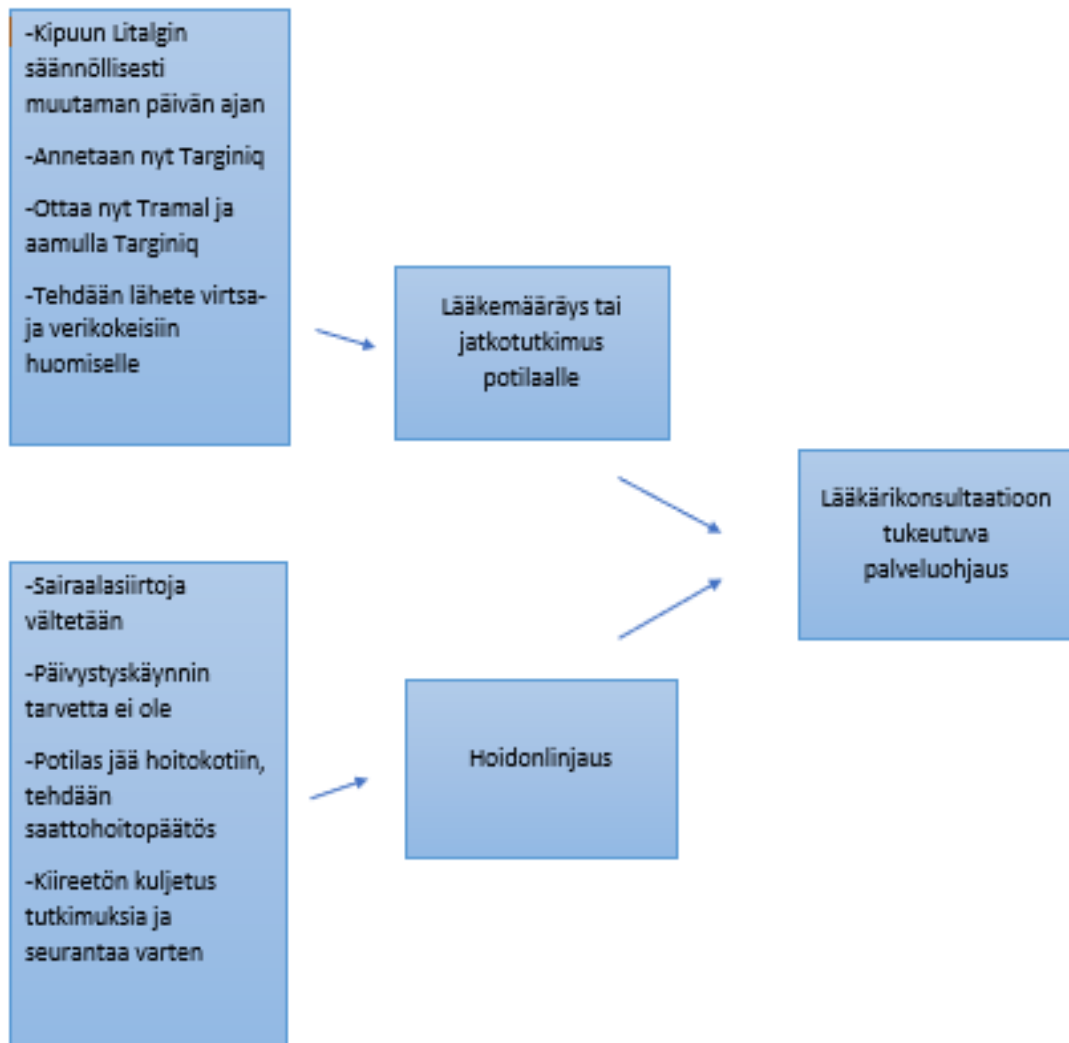 -Kipuun Litalgin
säännöllisesti
muutaman päivän ajan
-Annetaan nyt Targiniq
-Ottaa nyt Tramal ja
aamulla Targiniq
-Tehdään lähete virtsa-
ja verikokeisiin
huomiselle
Lääkemääräys tai
jatkotutkimus
potilaalle
Lääkärikonsultaatioon
tukeutuva
palveluohjaus
-Sairaalasiirtoja
vältetään
-Päivystyskäynnin
tarvetta ei ole
-Potilas jää hoitokotiin,
tehdään
saattohoitopäätös
-Kiireetön kuljetus
tutkimuksia ja
seurantaa varten
Hoidonlinjaus